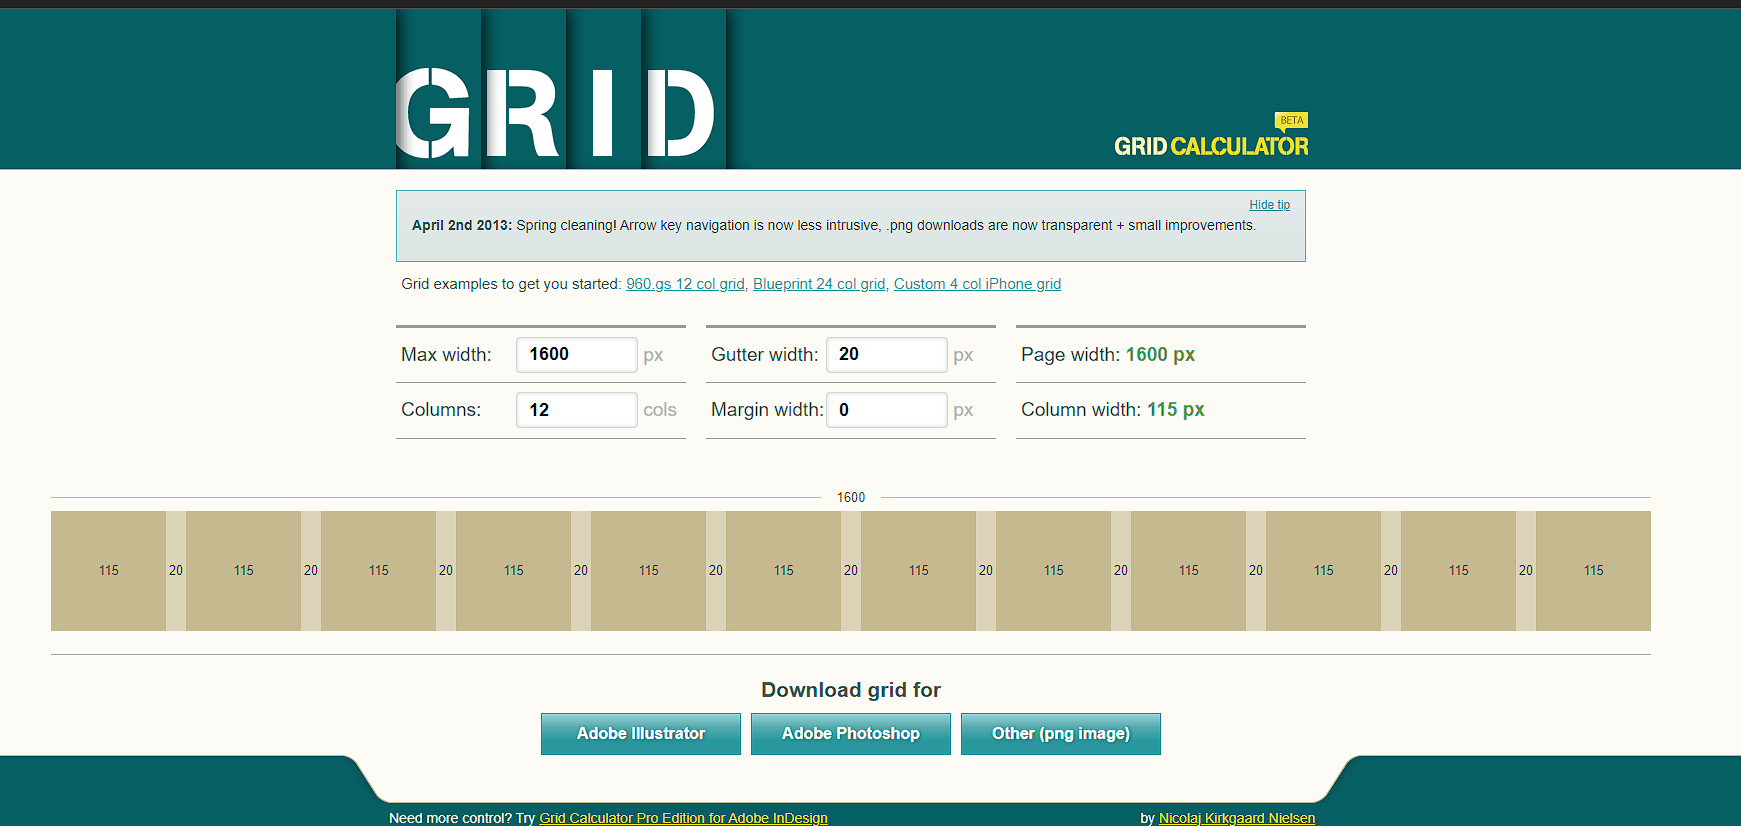 GRID
BETA
GRID CALCULATOR
Hide tip
April 2nd 2013: Spring cleaning! Arrow key navigation is now less intrusive, .png downloads are now transparent + small improvements.
Grid examples to get you started: 960.gs 12 col grid, Blueprint 24 col grid, Custom 4 col iPhone grid
Max width: 1600 px Gutter width: 20 px Page width: 1600 px
Columns: 12 cols Margin width: 0 px Column width: 115 px
1600
115 20 115 20 115 20 115 20 115 20 115 20 115 20 115 20 115 20 115 20 115 20 115
Download grid for
Adobe Illustrator Adobe Photoshop Other (png image)
Need more control? Try Grid Calculator Pro Edition for Adobe InDesign by Nicolaj Kirkgaard Nielsen